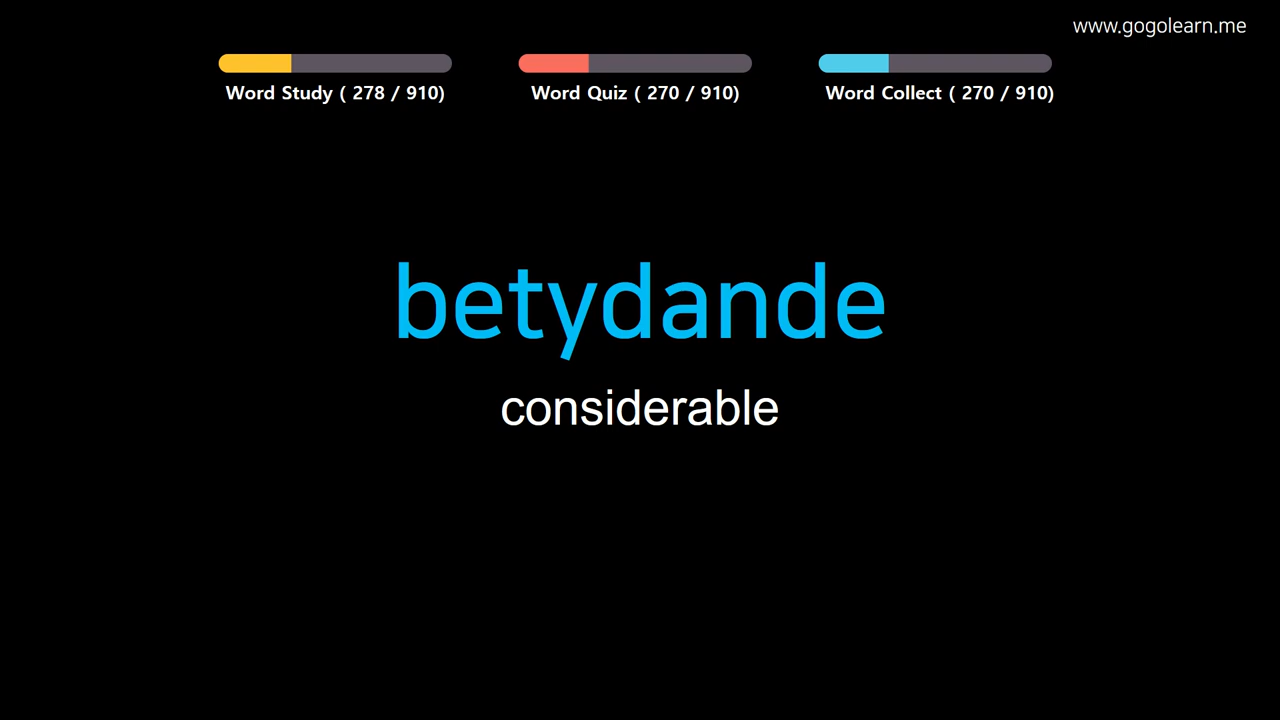 www.gogolearn.me
Word Study ( 278 / 910)
Word Quiz ( 270 / 910)
Word Collect ( 270 / 910)
betydande
considerable